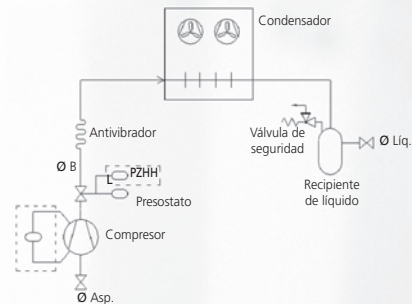 Condensador
Antivibrador
Válvula de
seguridad
Ø Líq.
Ø B
PZHH
L
Presostato
Recipiente
de líquido
Compresor
Ø Asp.